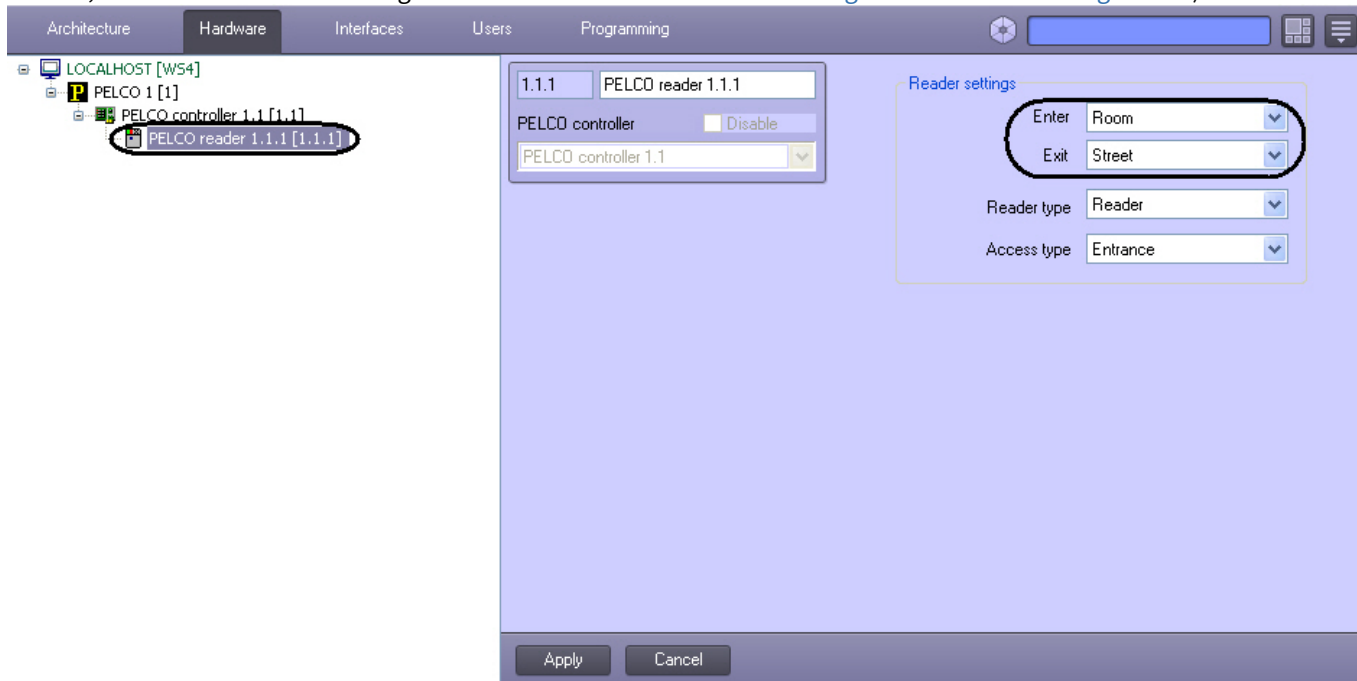 Architecture Hardware Interfaces Users Programming
LOCALHOST [WS4]
P PELCO 1 [1]
PELCO controller 1.1 [1.1]
PELCO reader 1.1.1 [1.1.1]
1.1.1 PELCO reader 1.1.1
PELCO controller Disable
PELCO controller 1.1
Reader settings
Enter Room
Exit Street
Reader type Reader
Access type Entrance
Apply Cancel